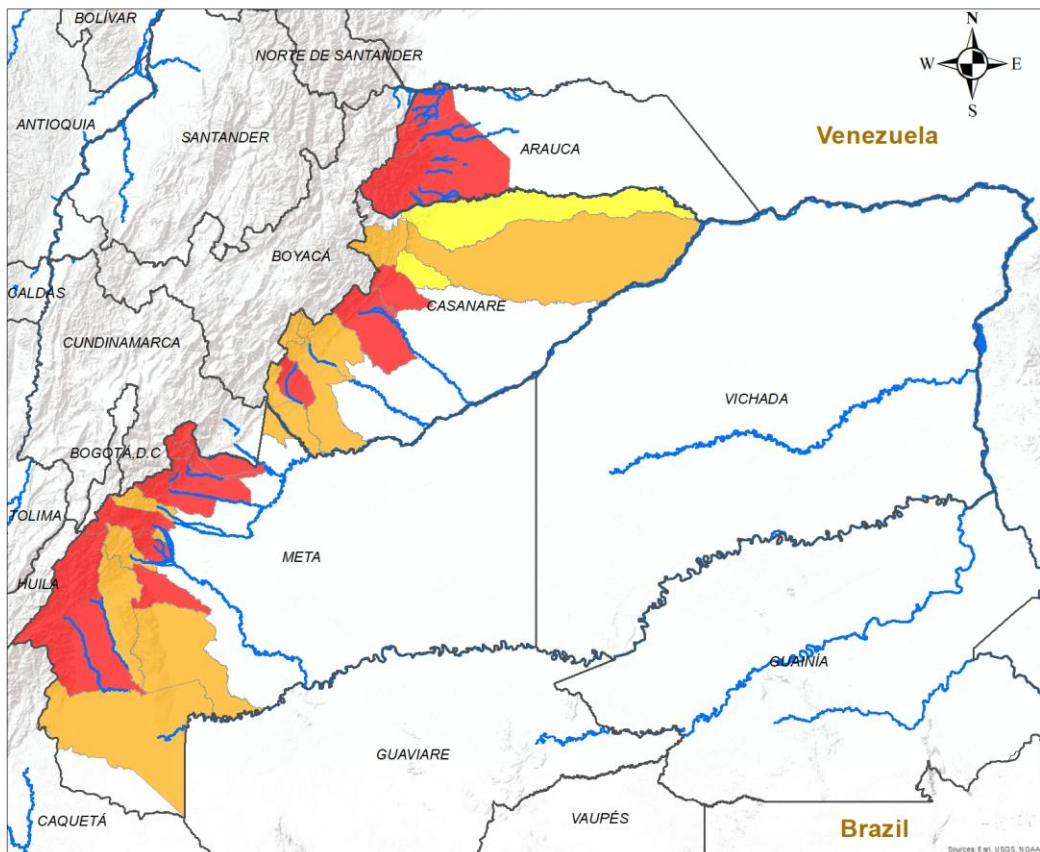 BOLÍVAR
N
NORTE DE SANTANDER
W
E
S
ANTIOQUIA
SANTANDER
Venezuela
ARAUCA
BOYACÁ
CALDAS
CASANARE
CUNDINAMARCA
VICHADA
BOGOTÁ,D.C
TOLIMA
META
HUILA
GUAINÍA
GUAVIARE
CAQUETÁ
VAUPÉS
Brazil
Sources: Esri, USGS, NOAA